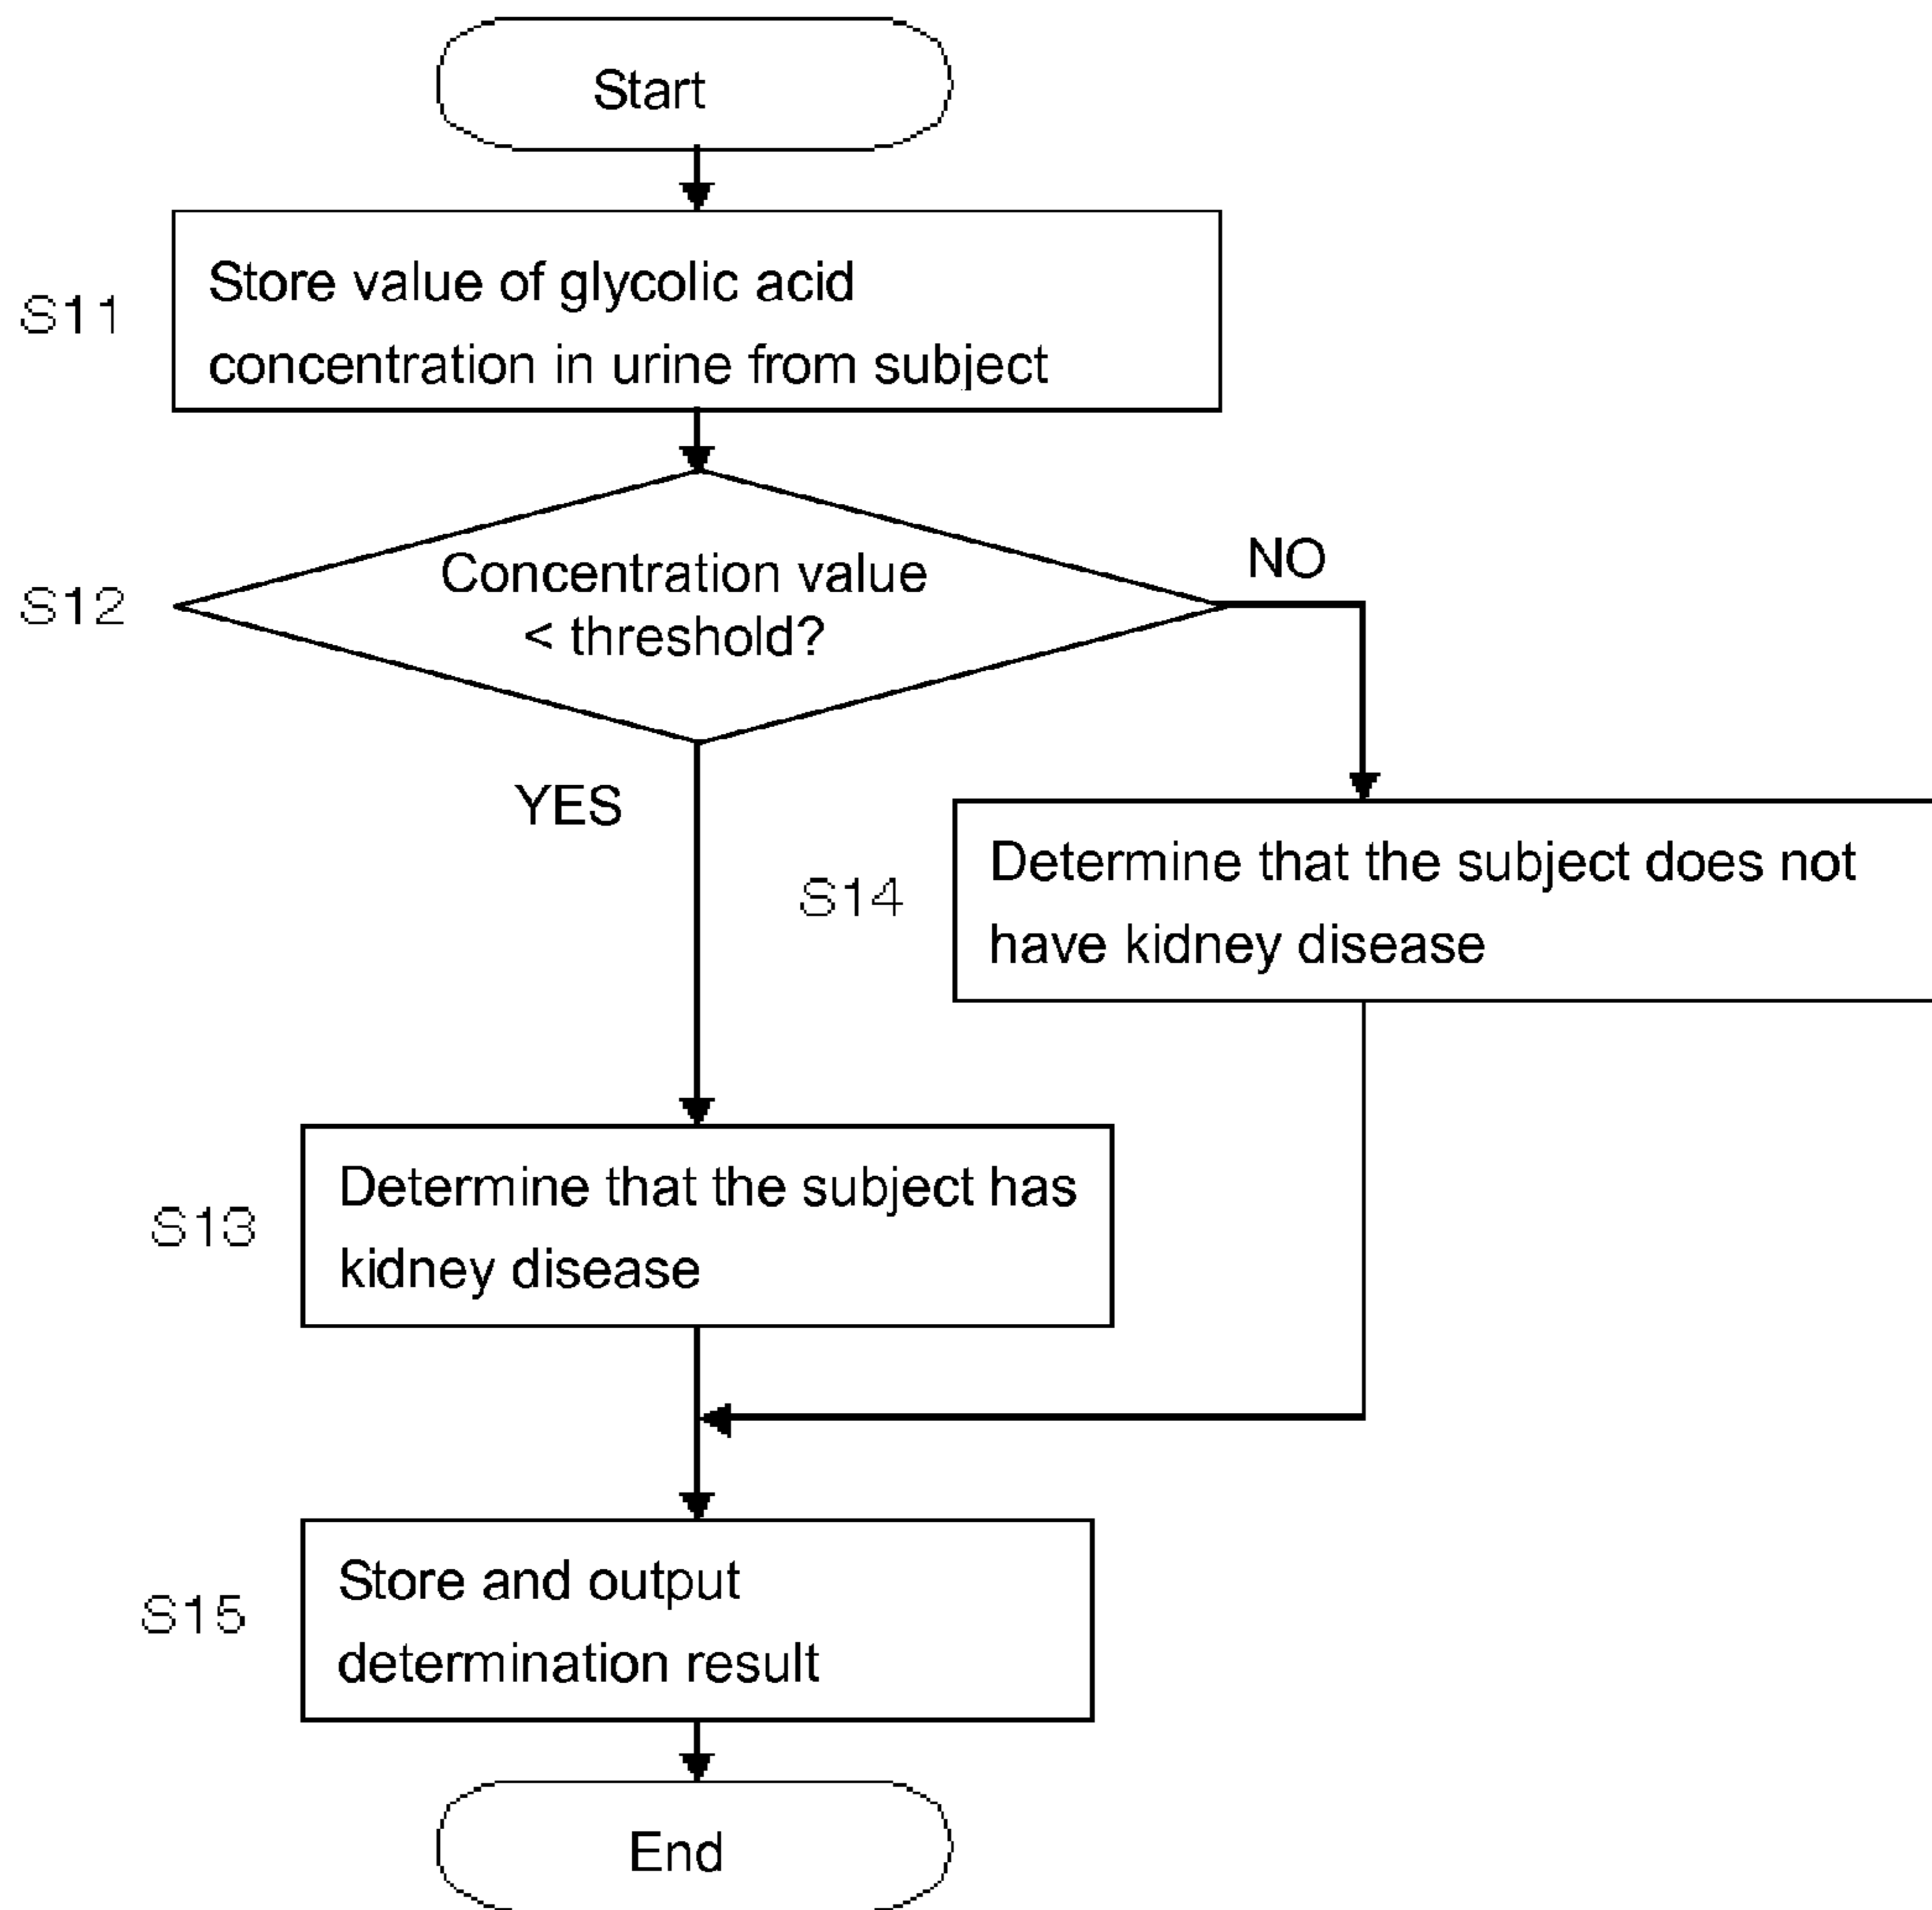 Start
S11
Store value of glycolic acid
concentration in urine from subject
S12
Concentration value
< threshold?
NO
YES
S14
Determine that the subject does not
have kidney disease
S13
Determine that the subject has
kidney disease
S15
Store and output
determination result
End